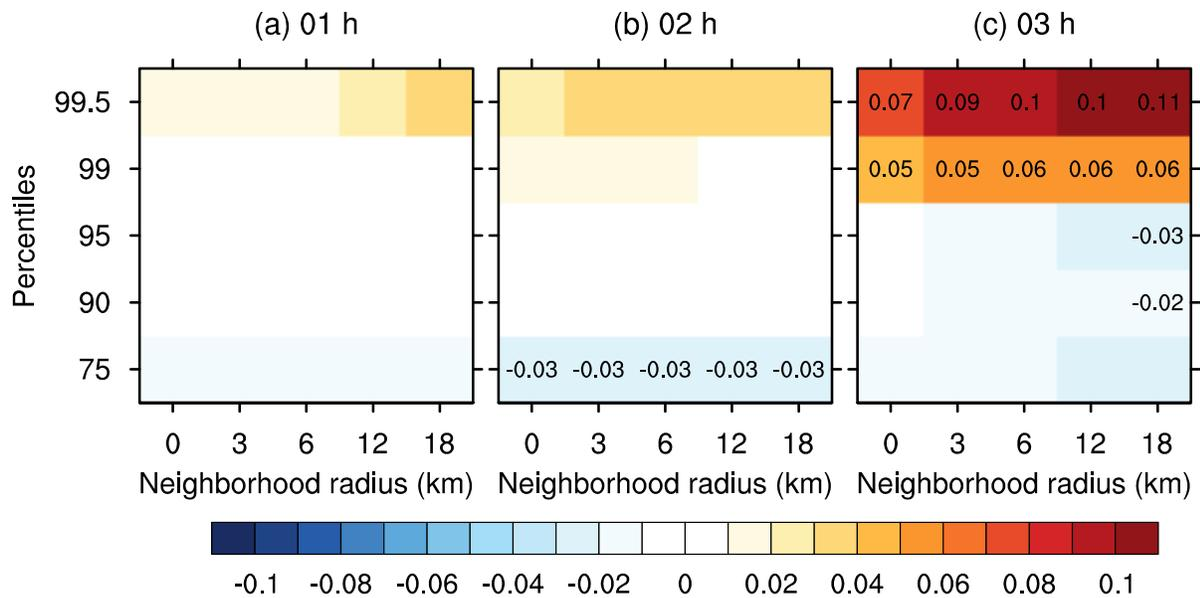 (a) 01 h (b) 02 h (c) 03 h
99.5 0.07 0.09 0.1 0.1 0.11
99 0.05 0.05 0.06 0.06 0.06
95 -0.03
90 -0.02
75 -0.03 -0.03 -0.03 -0.03 -0.03
Percentiles
0 3 6 12 18 0 3 6 12 18 0 3 6 12 18
Neighborhood radius (km) Neighborhood radius (km) Neighborhood radius (km)
-0.1 -0.08 -0.06 -0.04 -0.02 0 0.02 0.04 0.06 0.08 0.1